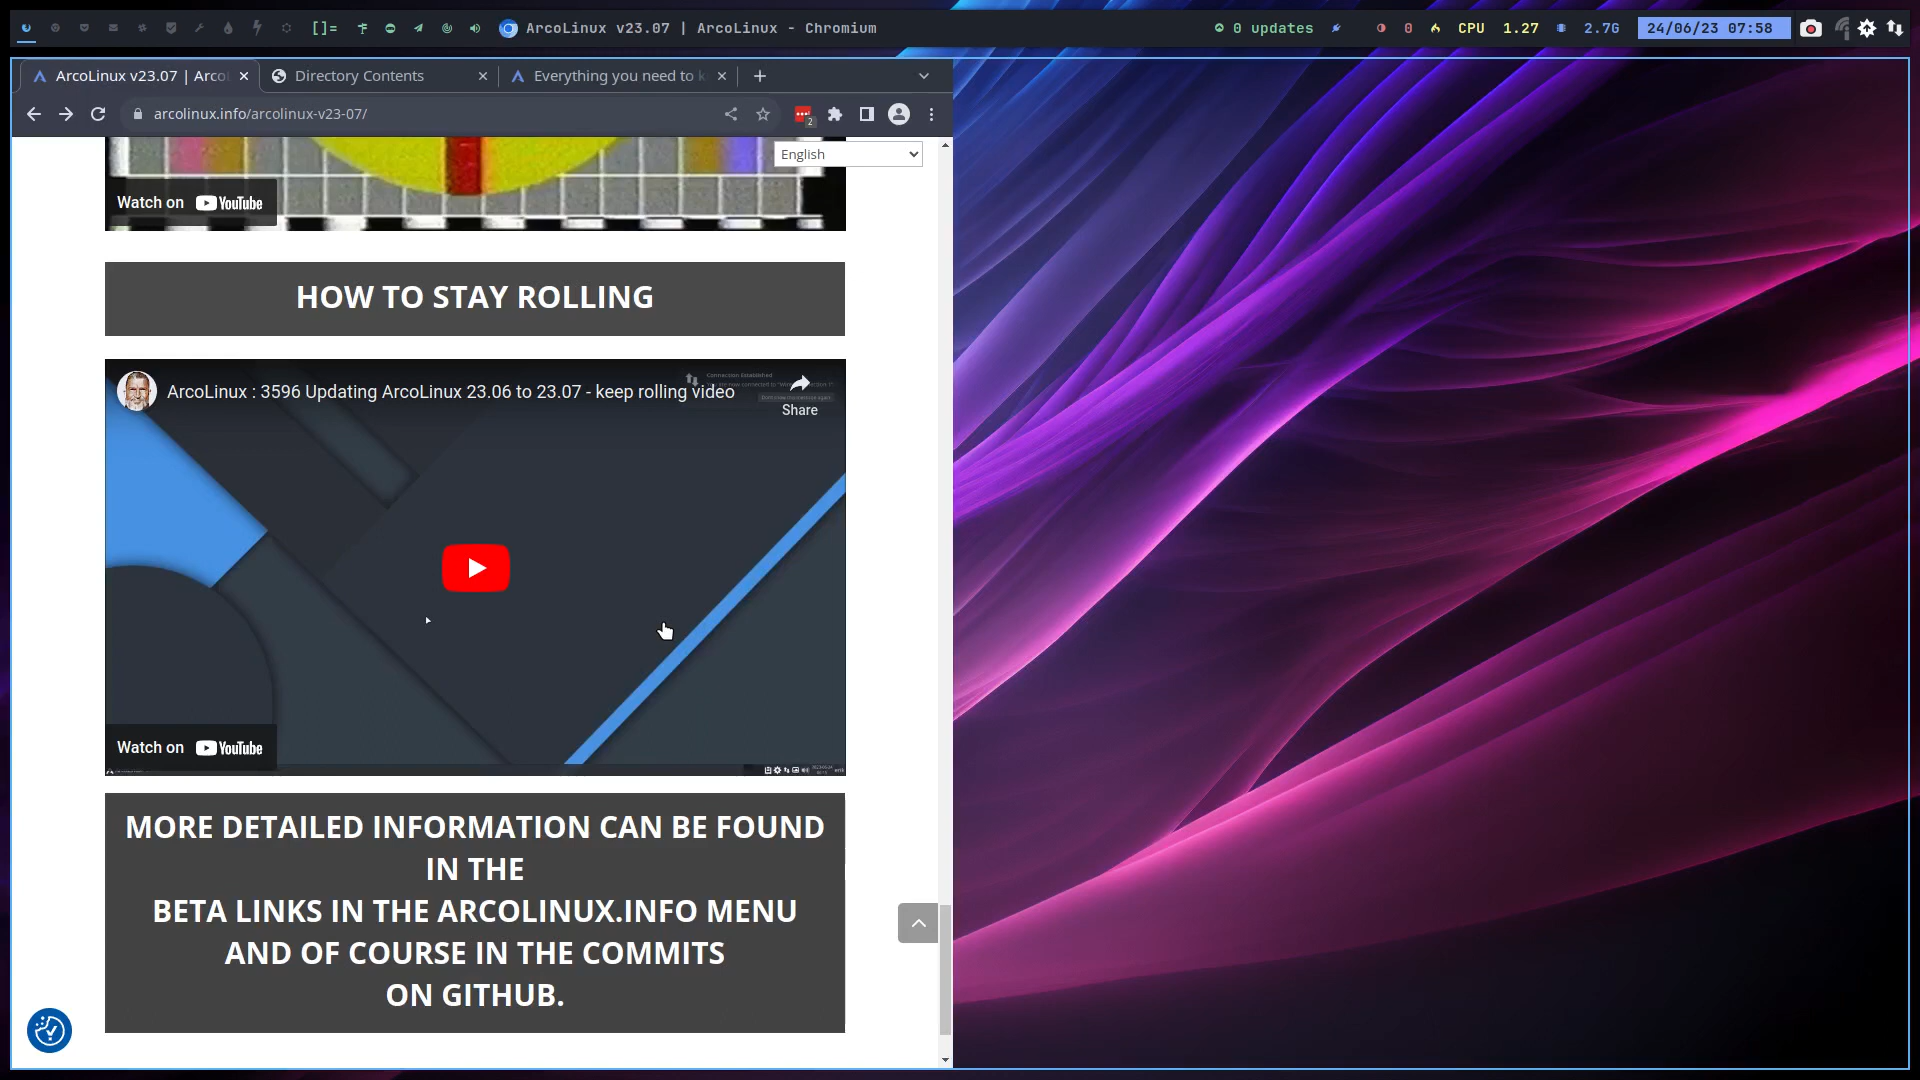 []=
ArcoLinux v23.07 | ArcoLinux - Chromium
0 updates
0
CPU 1.27
2.7G
24/06/23 07:58
ArcoLinux v23.07 | Arco
Directory Contents
Everything you need to k
arcolinux.info/arcolinux-v23-07/
2
English
Watch on YouTube
HOW TO STAY ROLLING
ArcoLinux : 3596 Updating ArcoLinux 23.06 to 23.07 - keep rolling video
Connection Established
Share
Watch on YouTube
MORE DETAILED INFORMATION CAN BE FOUND
IN THE
BETA LINKS IN THE ARCOLINUX.INFO MENU
AND OF COURSE IN THE COMMITS
ON GITHUB.